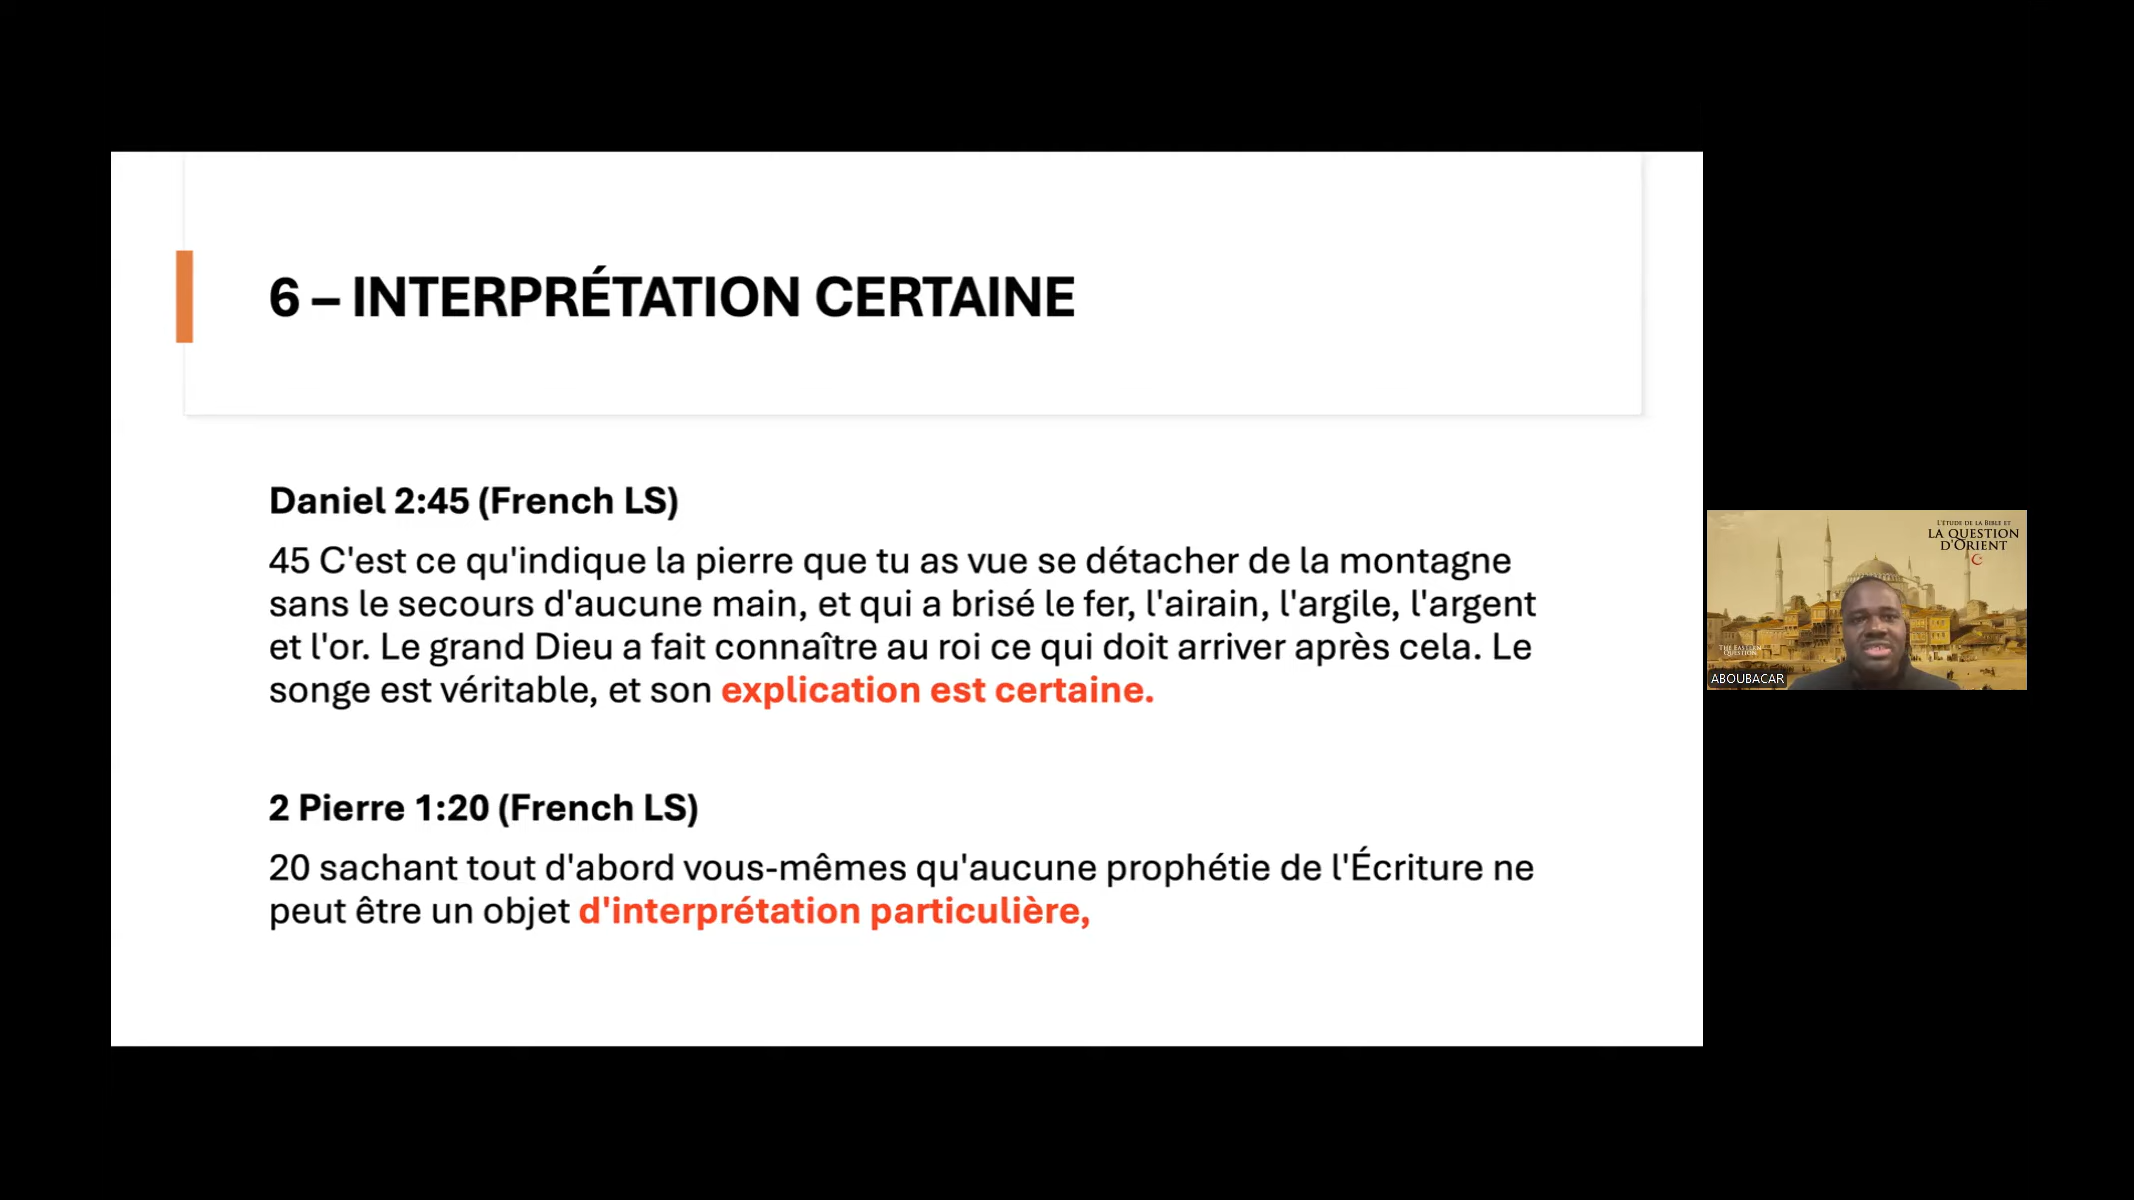 6 – INTERPRÉTATION CERTAINE
Daniel 2:45 (French LS)
45 C'est ce qu'indique la pierre que tu as vue se détacher de la montagne
sans le secours d'aucune main, et qui a brisé le fer, l'airain, l'argile, l'argent
et l'or. Le grand Dieu a fait connaître au roi ce qui doit arriver après cela. Le
songe est véritable, et son explication est certaine.
2 Pierre 1:20 (French LS)
20 sachant tout d'abord vous-mêmes qu'aucune prophétie de l'Écriture ne
peut être un objet d'interprétation particulière,
L'ÉTUDE DE LA BIBLE ET
LA QUESTION
D'ORIENT
THE EASTERN
QUESTION
ABOUBACAR